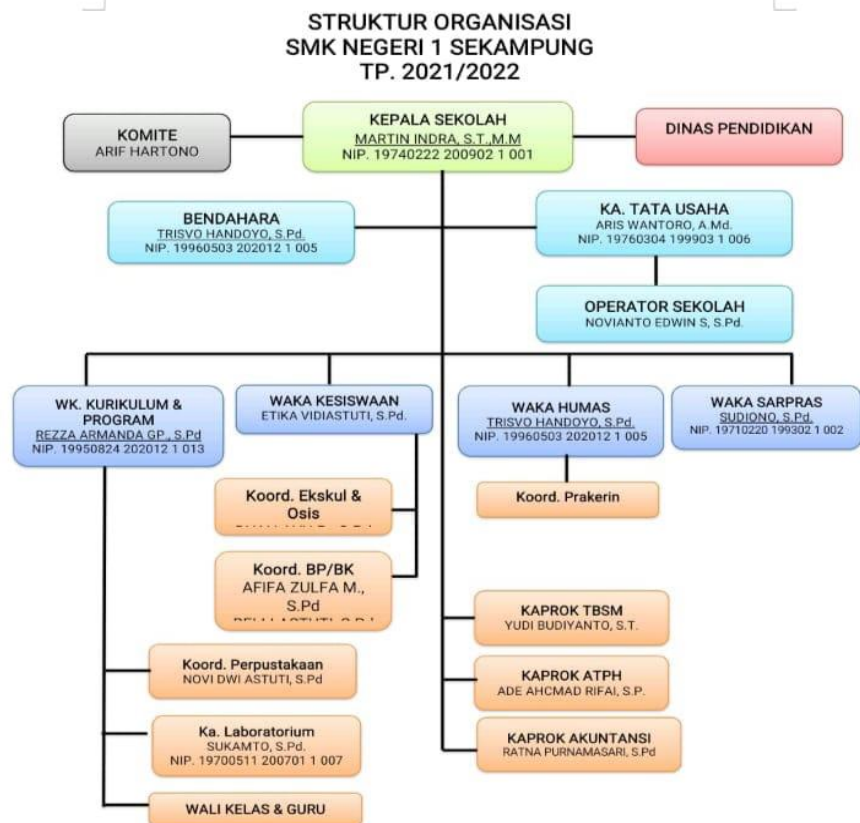 STRUKTUR ORGANISASI
SMK NEGERI 1 SEKAMPUNG
TP. 2021/2022
KOMITE
ARIF HARTONO
KEPALA SEKOLAH
MARTIN INDRA, S.T.,M.M
NIP. 19740222 200902 1 001
DINAS PENDIDIKAN
BENDAHARA
TRISVO HANDOYO, S.Pd.
NIP. 19960503 202012 1 005
KA. TATA USAHA
ARIS WANTORO, A.Md.
NIP. 19760304 199903 1 006
OPERATOR SEKOLAH
NOVIANTO EDWIN S, S.Pd.
WK. KURIKULUM &
PROGRAM
REZZA ARMANDA GP., S.Pd
NIP. 19950824 202012 1 013
WAKA KESISWAAN
ETIKA VIDIASTUTI, S.Pd.
WAKA HUMAS
TRISVO HANDOYO, S.Pd.
NIP. 19960503 202012 1 005
WAKA SARPRAS
SUDIONO, S.Pd.
NIP. 19710220 199302 1 002
Koord. Ekskul &
Osis
Koord. BP/BK
AFIFA ZULFA M.,
S.Pd
Koord. Prakerin
Koord. Perpustakaan
NOVI DWI ASTUTI, S.Pd
Ka. Laboratorium
SUKAMTO, S.Pd.
NIP. 19700511 200701 1 007
WALI KELAS & GURU
KAPROK TBSM
YUDI BUDIYANTO, S.T.
KAPROK ATPH
ADE AHCMAD RIFAI, S.P.
KAPROK AKUNTANSI
RATNA PURNAMASARI, S.Pd